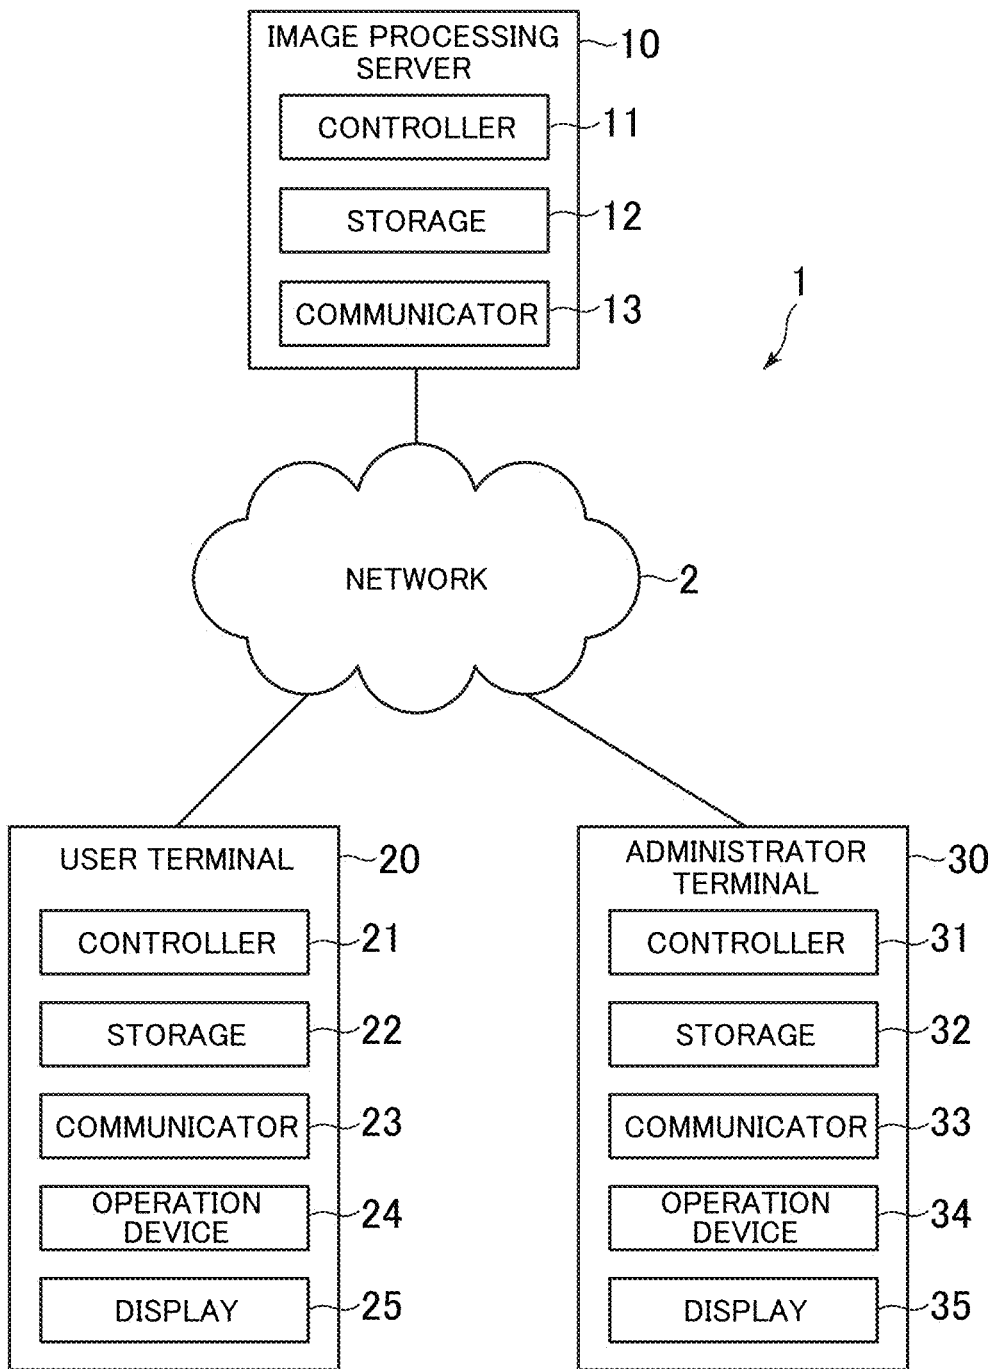 IMAGE PROCESSING
SERVER
10
CONTROLLER
11
STORAGE
12
COMMUNICATOR
13
1
NETWORK
2
USER TERMINAL
20
CONTROLLER
21
STORAGE
22
COMMUNICATOR
23
OPERATION
DEVICE
24
DISPLAY
25
ADMINISTRATOR
TERMINAL
30
CONTROLLER
31
STORAGE
32
COMMUNICATOR
33
OPERATION
DEVICE
34
DISPLAY
35